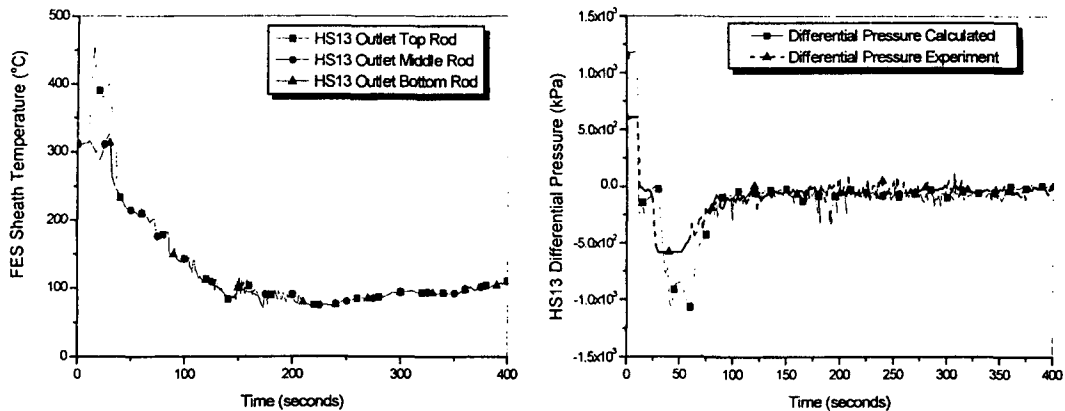 500
400
300
200
100
0
0
100
200
300
400
FES Sheath Temperature (°C)
Time (seconds)
HS13 Outlet Top Rod
HS13 Outlet Middle Rod
HS13 Outlet Bottom Rod
1.5x10³
1.0x10³
5.0x10²
0.0
-5.0x10²
-1.0x10³
-1.5x10³
0
50
100
150
200
250
300
350
400
HS13 Differential Pressure (kPa)
Time (seconds)
Differential Pressure Calculated
Differential Pressure Experiment